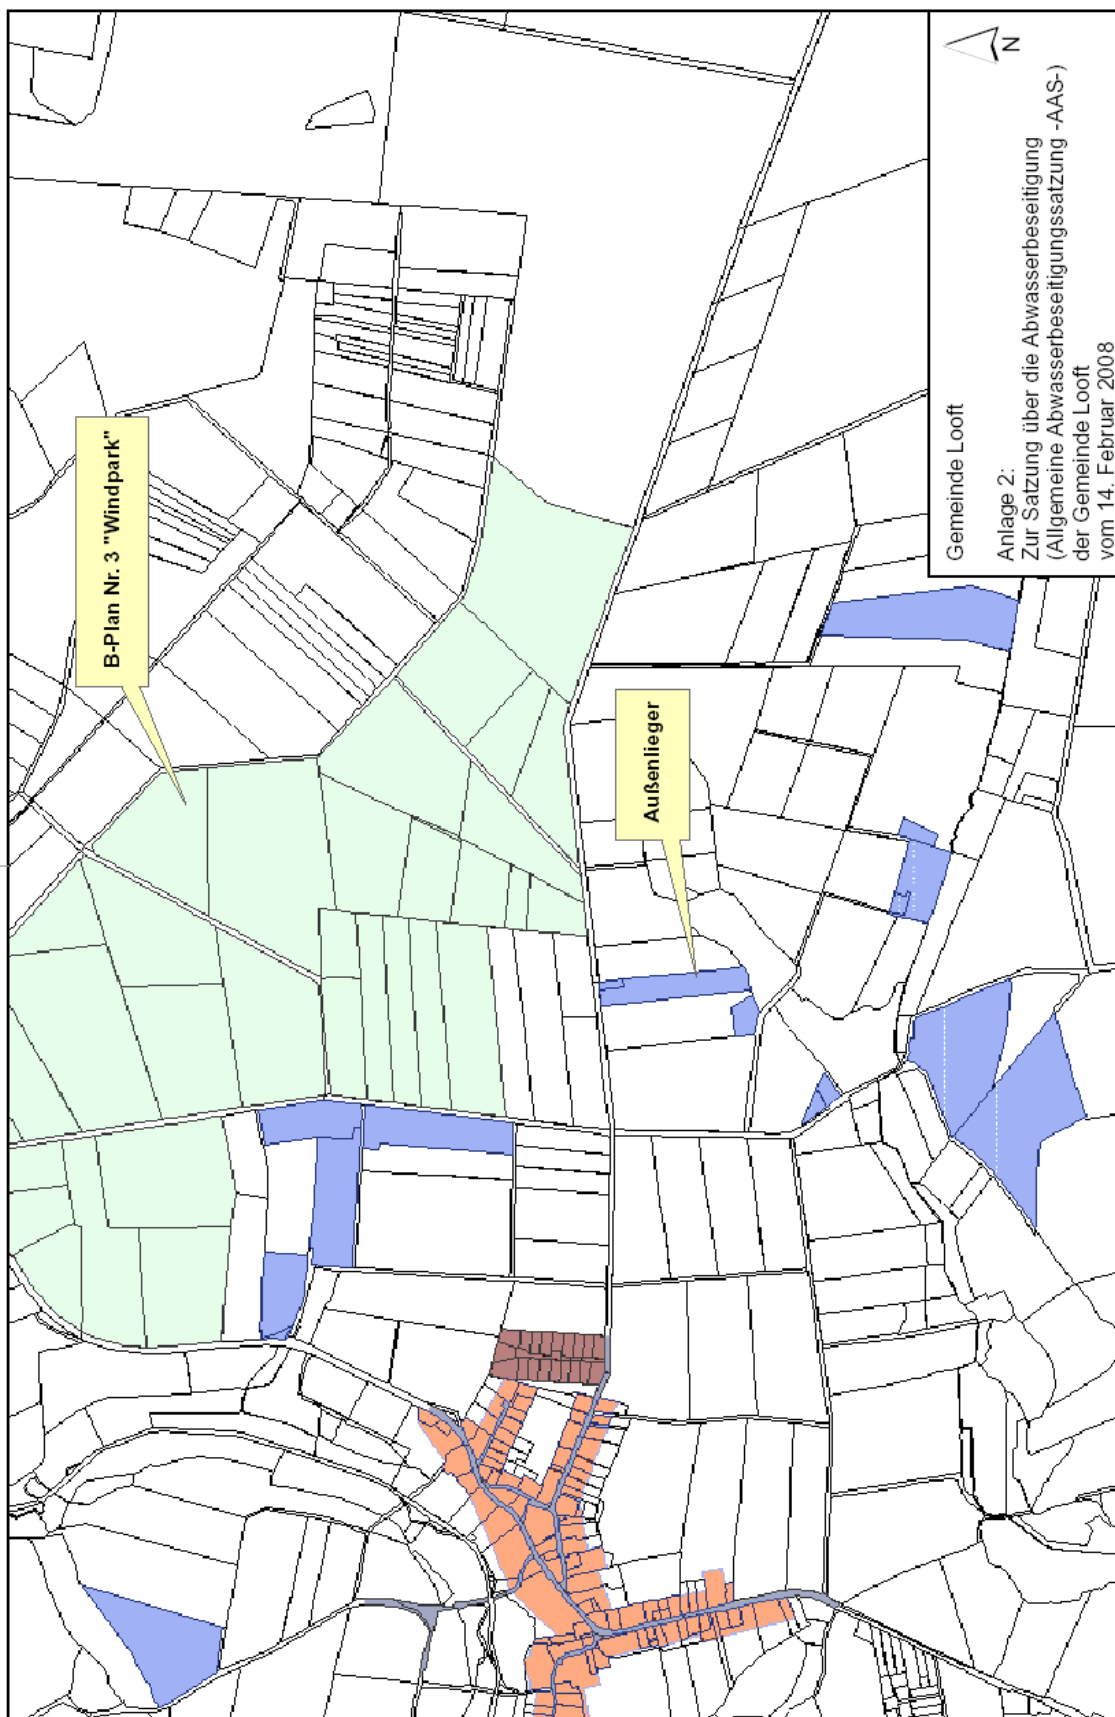 B-Plan Nr. 3 "Windpark"
Außenlieger
N
Gemeinde Looft
Anlage 2:
Zur Satzung über die Abwasserbeseitigung
(Allgemeine Abwasserbeseitigungssatzung -AAS-)
der Gemeinde Looft
vom 14. Februar 2008